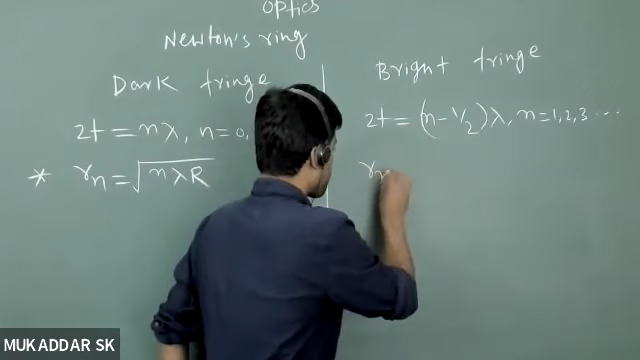 Optics
Newton's ring
Dark fringe
2t = nλ, n = 0,
* rn = √nλR
Bright fringe
2t = (n - 1/2) λ, n = 1, 2, 3 ...
rn
MUKADDAR SK